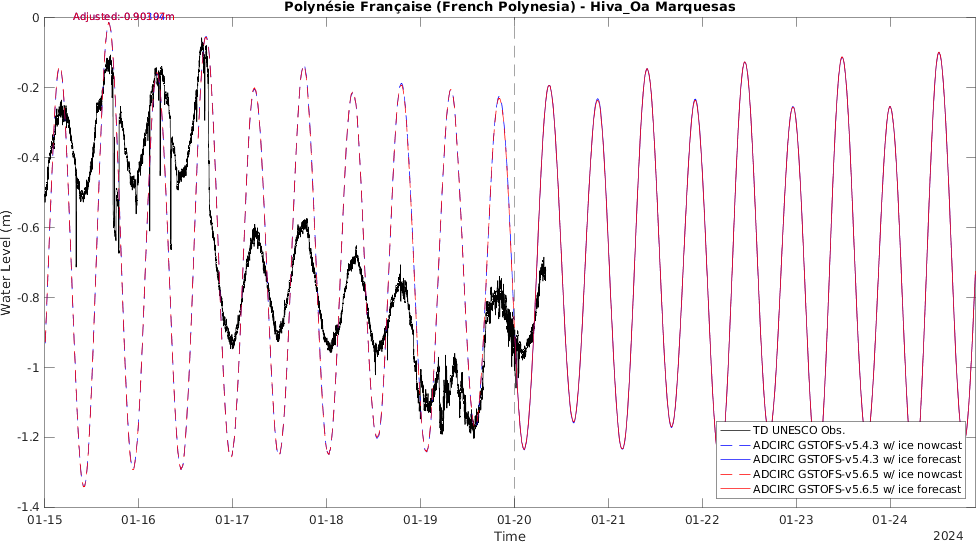 Polynésie Française (French Polynesia) - Hiva_Oa Marquesas
Adjusted:
0
-0.2
-0.4
-0.6
-0.8
-1
-1.2
-1.4
Water Level (m)
01-15 01-16 01-17 01-18 01-19 01-20 01-21 01-22 01-23 01-24
Time
2024
TD UNESCO Obs.
ADCIRC GSTOFS-v5.4.3 w/ ice nowcast
ADCIRC GSTOFS-v5.4.3 w/ ice forecast
ADCIRC GSTOFS-v5.6.5 w/ ice nowcast
ADCIRC GSTOFS-v5.6.5 w/ ice forecast